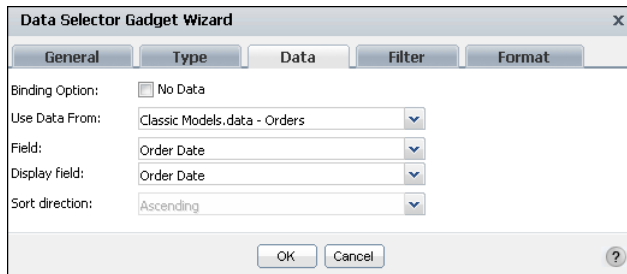 Data Selector Gadget Wizard x
General Type Data Filter Format
Binding Option: No Data
Use Data From: Classic Models.data - Orders
Field: Order Date
Display field: Order Date
Sort direction: Ascending
OK Cancel ?